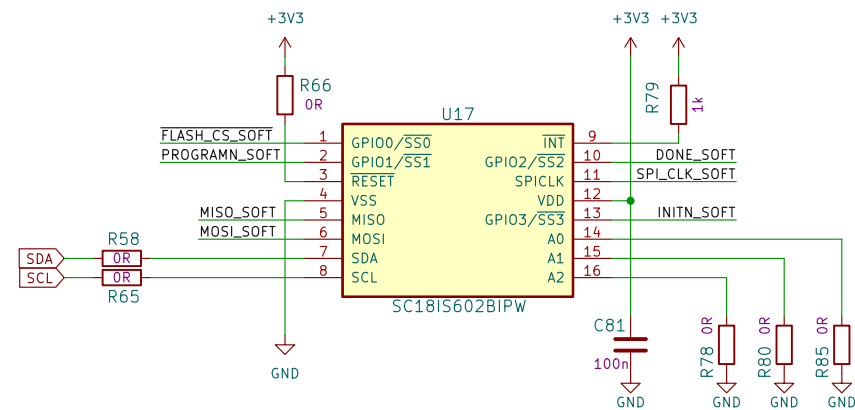 +3V3 +3V3 +3V3
R66
0R
R79
1k
U17
FLASH_CS_SOFT 1 GPIO0/SS0 INT 9
PROGRAMN_SOFT 2 GPIO1/SS1 GPIO2/SS2 10 DONE_SOFT
3 RESET SPICLK 11 SPI_CLK_SOFT
4 VSS VDD 12
MISO_SOFT 5 MISO GPIO3/SS3 13 INITN_SOFT
MOSI_SOFT 6 MOSI A0 14
R58
SDA 0R 7 SDA A1 15
SCL 0R 8 SCL A2 16
R65
SC18IS602BIPW
C81
100n
R78 0R
R80 0R
R85 0R
GND
GND GND GND GND